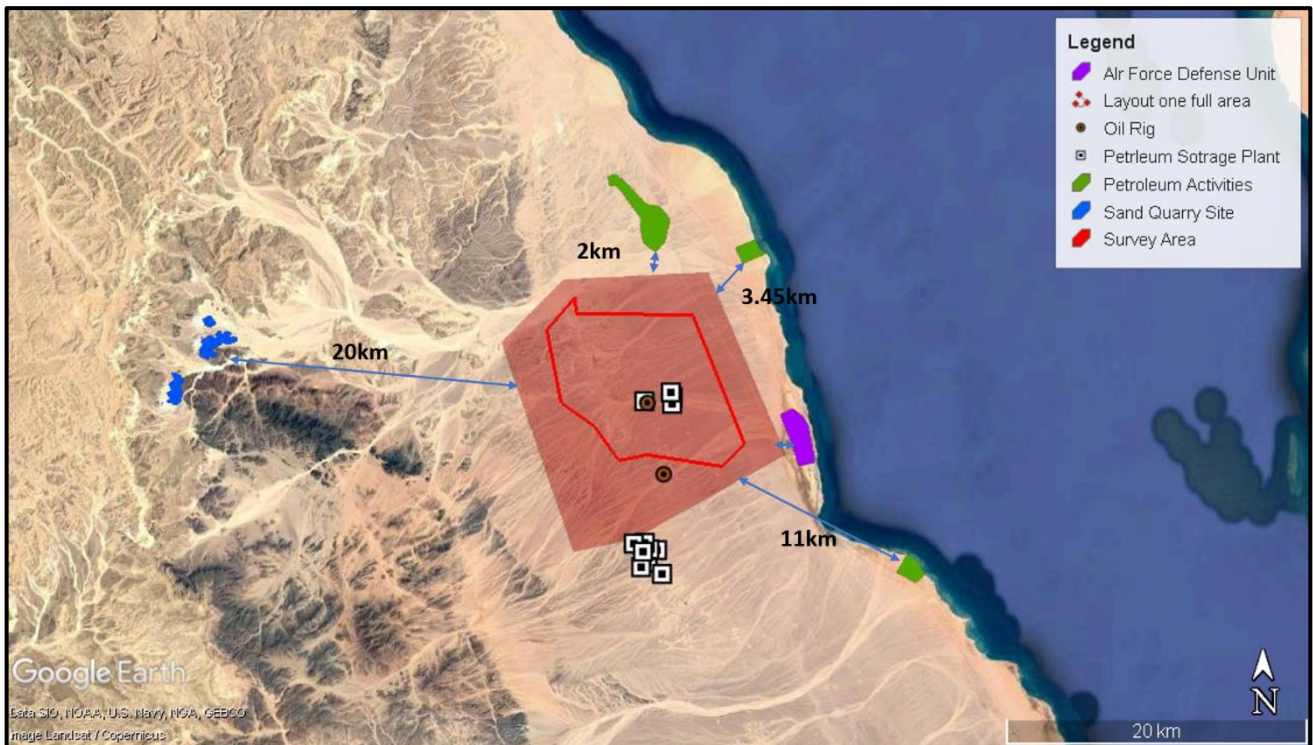 Legend
Air Force Defense Unit
Layout one full area
Oil Rig
Petrleum Sotrage Plant
Petroleum Activities
Sand Quarry Site
Survey Area
2km
3.45km
20km
11km
Google Earth
Data SIO, NOAA, U.S. Navy, NGA, GEBCO
Image Landsat / Copernicus
N
20 km